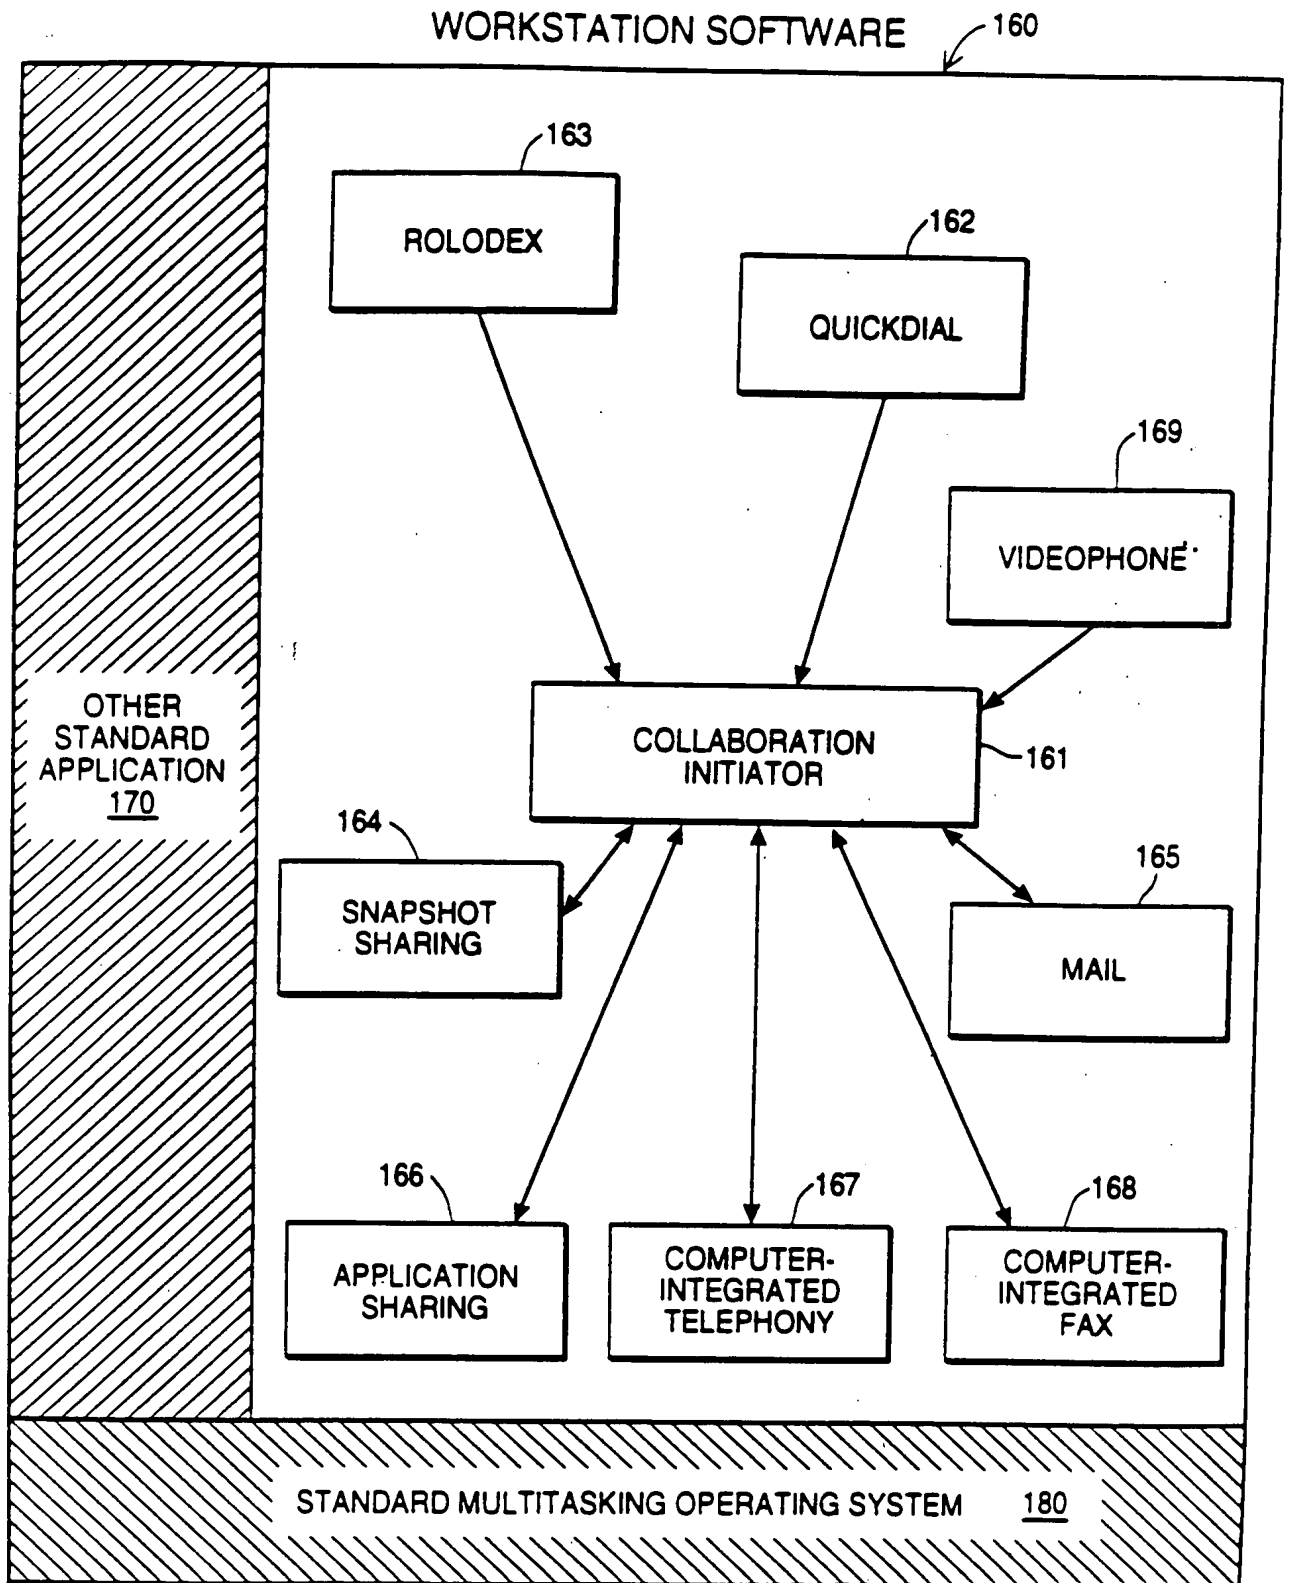 WORKSTATION SOFTWARE
160
163
ROLODEX
162
QUICKDIAL
169
VIDEOPHONE
COLLABORATION
INITIATOR
161
OTHER
STANDARD
APPLICATION
170
164
SNAPSHOT
SHARING
165
MAIL
166
APPLICATION
SHARING
167
COMPUTER-
INTEGRATED
TELEPHONY
168
COMPUTER-
INTEGRATED
FAX
STANDARD MULTITASKING OPERATING SYSTEM 180